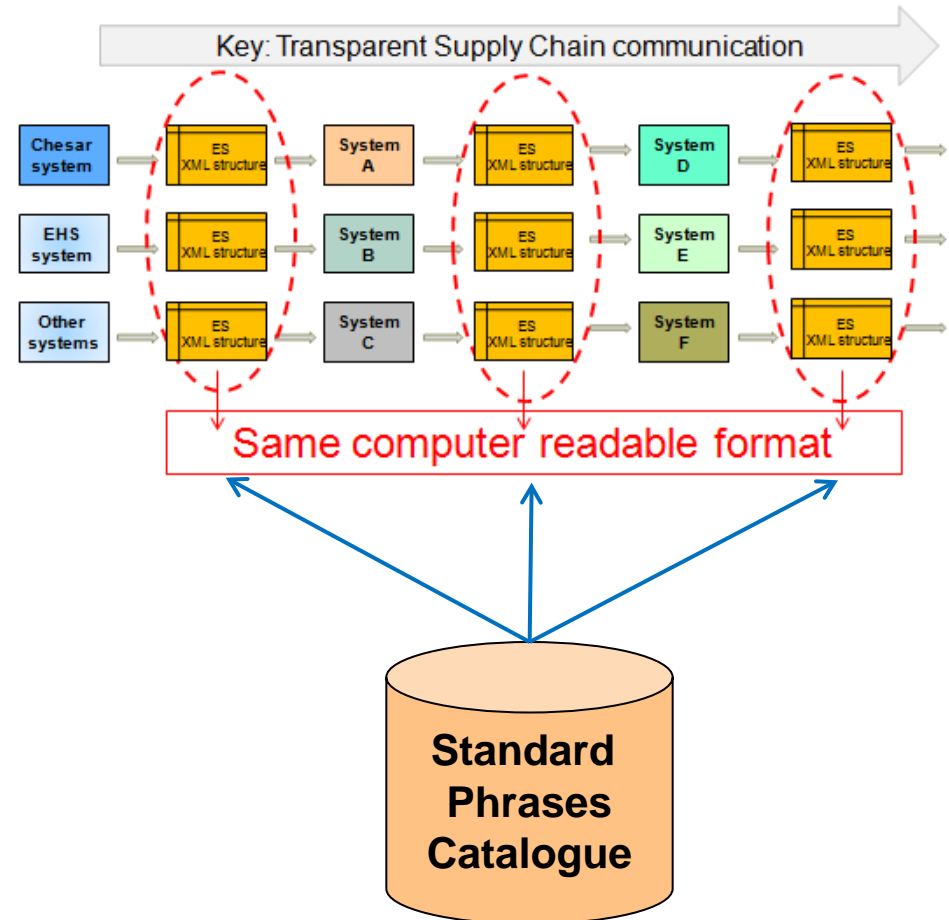 Key: Transparent Supply Chain communication
Chesar
system
ES
XML structure
System
A
ES
XML structure
System
D
ES
XML structure
EHS
system
ES
XML structure
System
B
ES
XML structure
System
E
ES
XML structure
Other
systems
ES
XML structure
System
C
ES
XML structure
System
F
ES
XML structure
Same computer readable format
Standard
Phrases
Catalogue